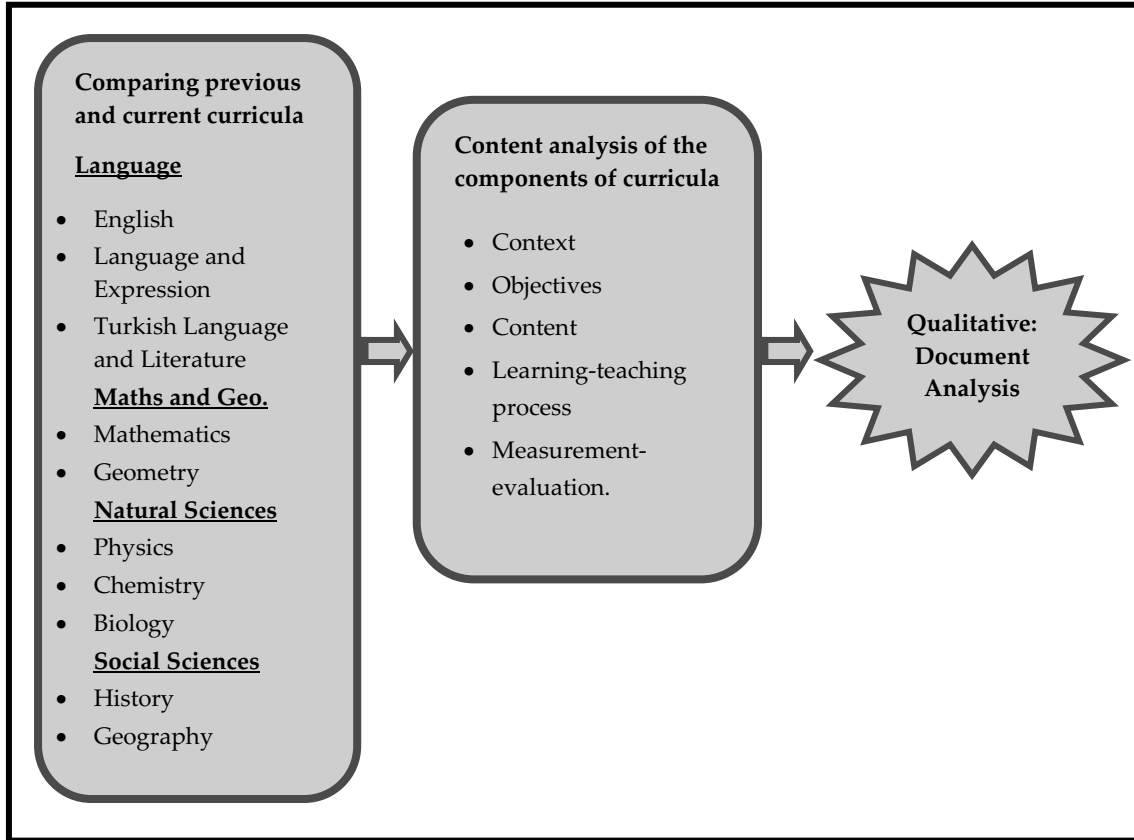 Comparing previous
and current curricula
Language
• English
• Language and
Expression
• Turkish Language
and Literature
Maths and Geo.
• Mathematics
• Geometry
Natural Sciences
• Physics
• Chemistry
• Biology
Social Sciences
• History
• Geography
Content analysis of the
components of curricula
• Context
• Objectives
• Content
• Learning-teaching
process
• Measurement-
evaluation.
Qualitative:
Document
Analysis